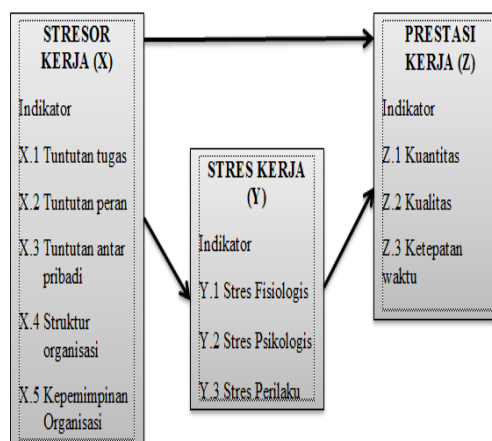 STRESOR
KERJA (X)
Indikator
X.1 Tuntutan tugas
X.2 Tuntutan peran
X.3 Tuntutan antar
pribadi
X.4 Struktur
organisasi
X.5 Kepemimpinan
Organisasi
STRES KERJA
(Y)
Indikator
Y.1 Stres Fisiologis
Y.2 Stres Psikologis
Y.3 Stres Perilaku
PRESTASI
KERJA (Z)
Indikator
Z.1 Kuantitas
Z.2 Kualitas
Z.3 Ketepatan
waktu